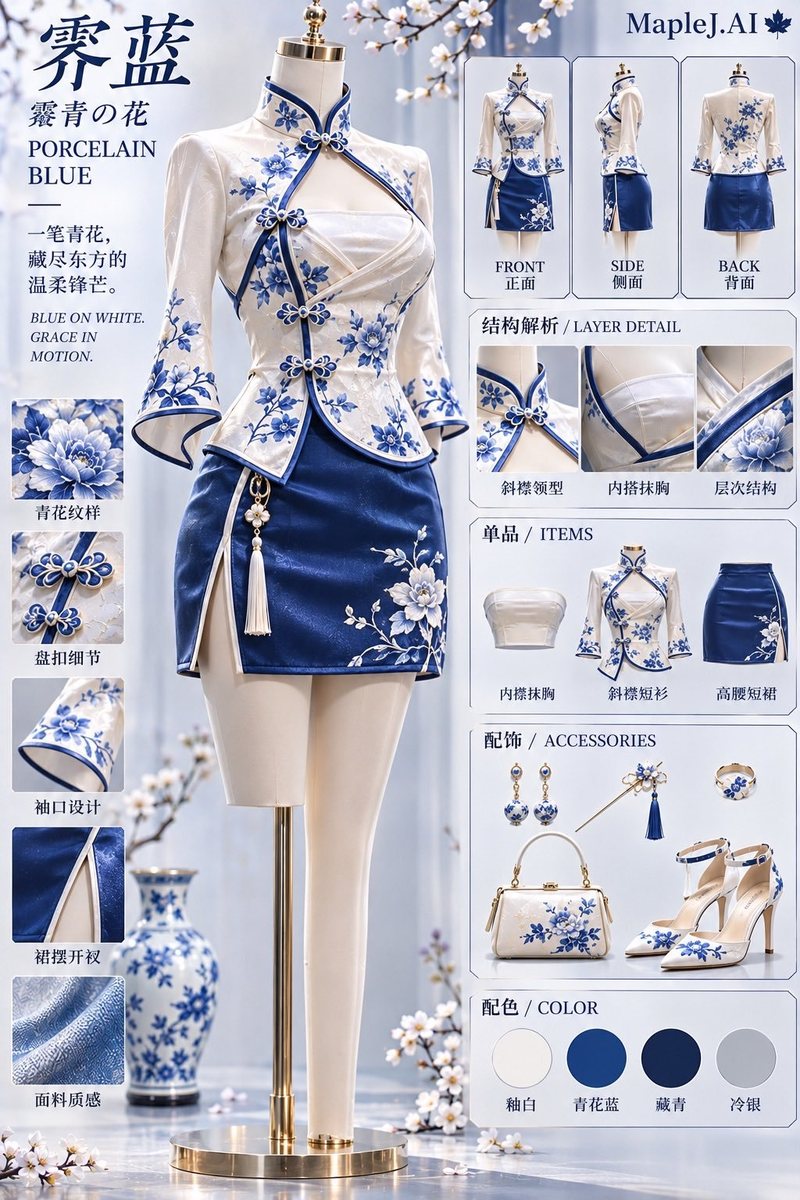 霁蓝
霽青の花
PORCELAIN
BLUE
一笔青花，
藏尽东方的
温柔锋芒。
BLUE ON WHITE.
GRACE IN
MOTION.
青花纹样
盘扣细节
袖口设计
裙摆开衩
面料质感
MapleJ.AI
FRONT
正面
SIDE
侧面
BACK
背面
结构解析 / LAYER DETAIL
斜襟领型
内搭抹胸
层次结构
单品 / ITEMS
内襟抹胸
斜襟短衫
高腰短裙
配饰 / ACCESSORIES
配色 / COLOR
釉白
青花蓝
藏青
冷银